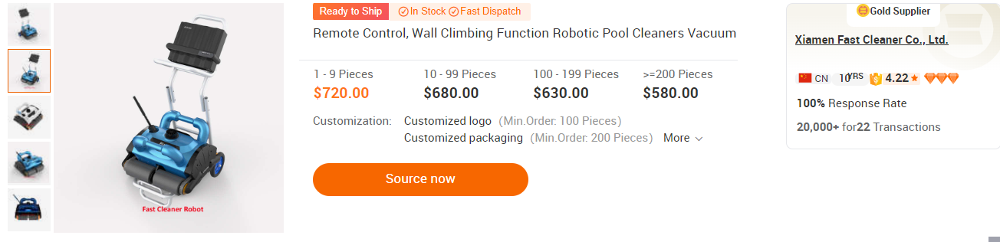 Ready to Ship
In Stock Fast Dispatch
Remote Control, Wall Climbing Function Robotic Pool Cleaners Vacuum
1 - 9 Pieces
$720.00
10 - 99 Pieces
$680.00
100 - 199 Pieces
$630.00
>=200 Pieces
$580.00
Customization: Customized logo (Min.Order: 100 Pieces)
Customized packaging (Min.Order: 200 Pieces) More
Source now
Fast Cleaner Robot
Gold Supplier
Xiamen Fast Cleaner Co., Ltd.
CN 10YRS 4.22
100% Response Rate
20,000+ for22 Transactions